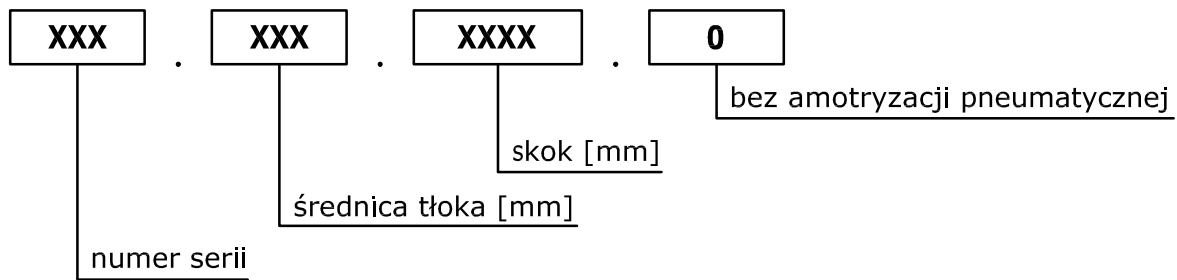 XXX . XXX . XXXX . 0
bez amotryzacji pneumatycznej
skok [mm]
średnica tłoka [mm]
numer serii